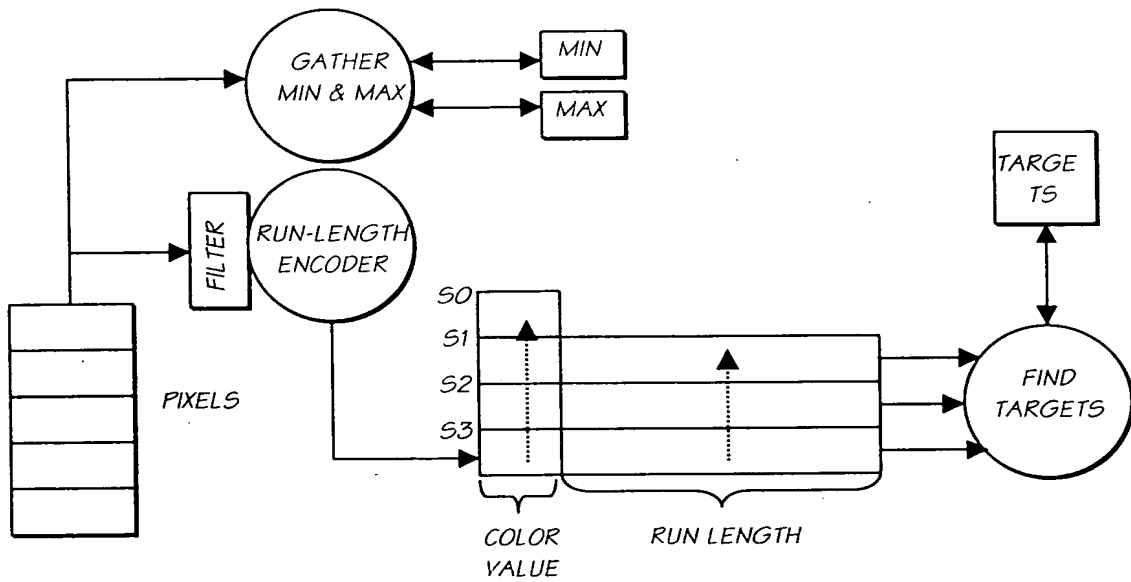 GATHER
MIN & MAX
MIN
MAX
TARGE
TS
FILTER
RUN-LENGTH
ENCODER
S0
S1
S2
S3
PIXELS
FIND
TARGETS
COLOR
VALUE
RUN LENGTH